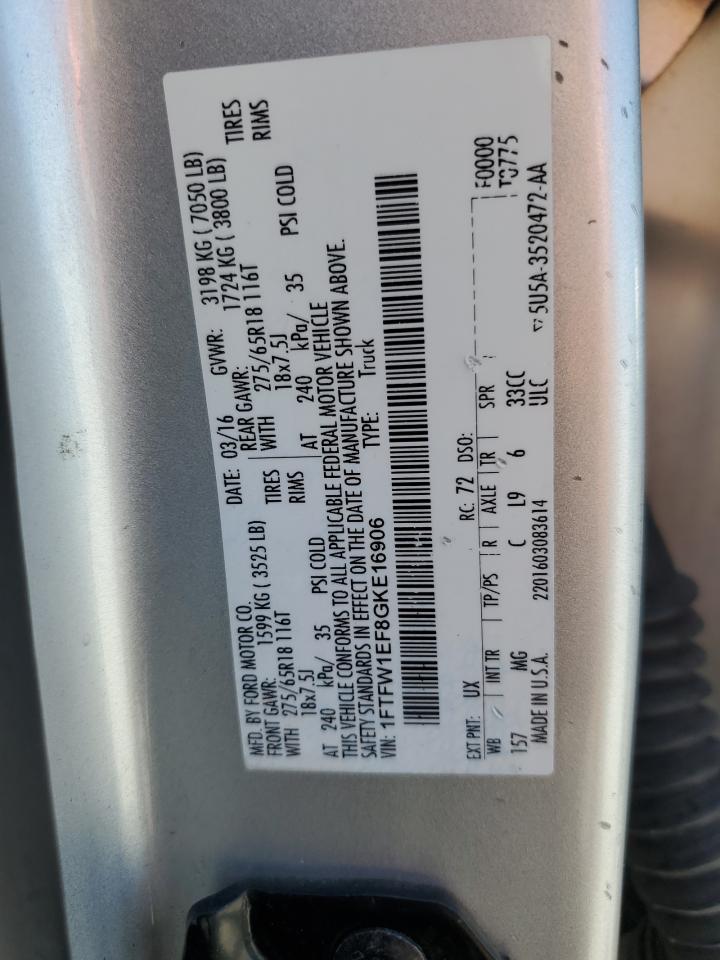 MFD. BY FORD MOTOR CO.
DATE: 03/16 GVWR: 3198 KG ( 7050 LB)
FRONT GAWR: 1599 KG ( 3525 LB) REAR GAWR: 1724 KG ( 3800 LB)
WITH 275/65R18 116T TIRES WITH 275/65R18 116T TIRES
18x7.5J RIMS 18x7.5J RIMS
AT 240 kPa/ 35 PSI COLD AT 240 kPa/ 35 PSI COLD
THIS VEHICLE CONFORMS TO ALL APPLICABLE FEDERAL MOTOR VEHICLE
SAFETY STANDARDS IN EFFECT ON THE DATE OF MANUFACTURE SHOWN ABOVE.
VIN: 1FTFW1EF8GKE16906 TYPE: Truck
EXT PNT: UX RC: 72 DSO: F0000
WB INT TR TP/PS R AXLE TR SPR T0775
157 MG C L9 6 33CC
MADE IN U.S.A. 2201603083614 ULC 5U5A-3520472-AA